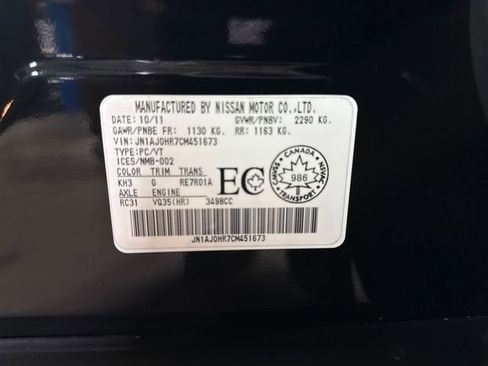 MANUFACTURED BY NISSAN MOTOR CO.,LTD.
DATE: 10/11 GVWR/PNBV: 2290 KG.
GAWR/PNBE FR: 1130 KG. RR: 1163 KG.
VIN: JN1AJ0HR7CM451673
TYPE:PC/VT
ICES/NMB-002
COLOR TRIM TRANS
KH3 G RE7R01A
AXLE ENGINE
RC31 VQ35(HR) 3498CC
EC
CANADA
CMVSS
NSVAC
986
JN1AJ0HR7CM451673